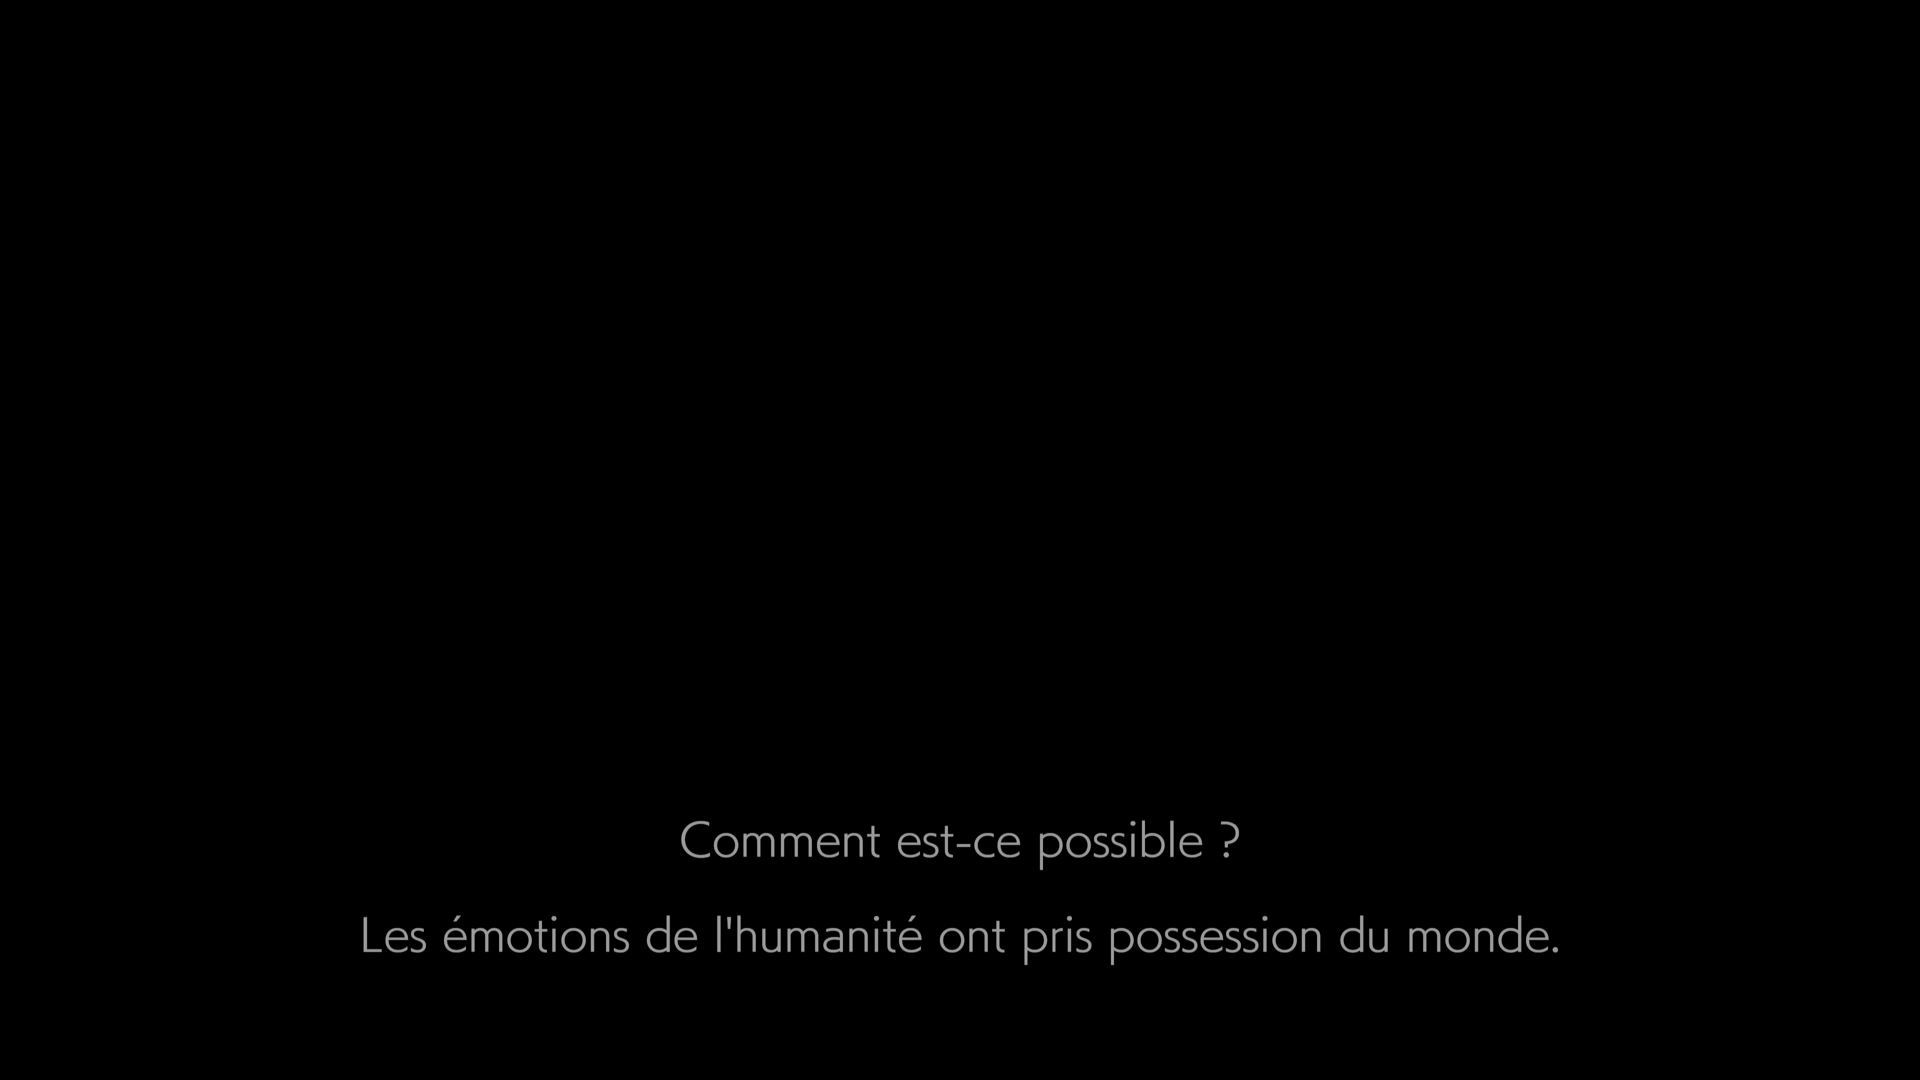 Comment est-ce possible ?
Les émotions de l'humanité ont pris possession du monde.